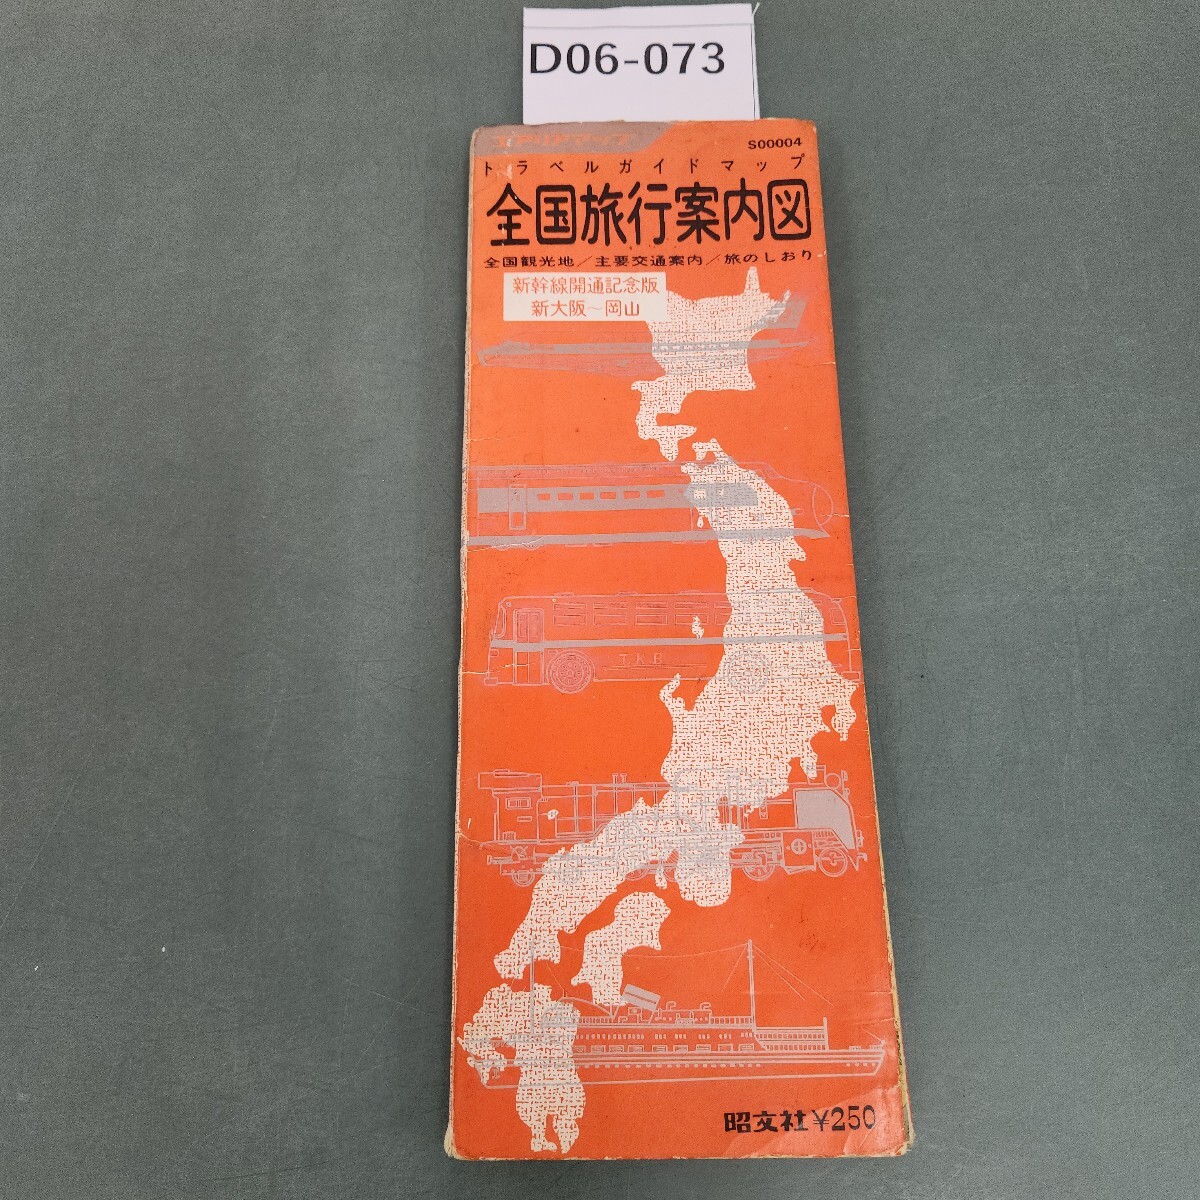 D06-073
エアリアマップ
S00004
トラベルガイドマップ
全国旅行案内図
全国観光地/主要交通案内/旅のしおり
新幹線開通記念版
新大阪〜岡山
T.K.B
昭文社¥250